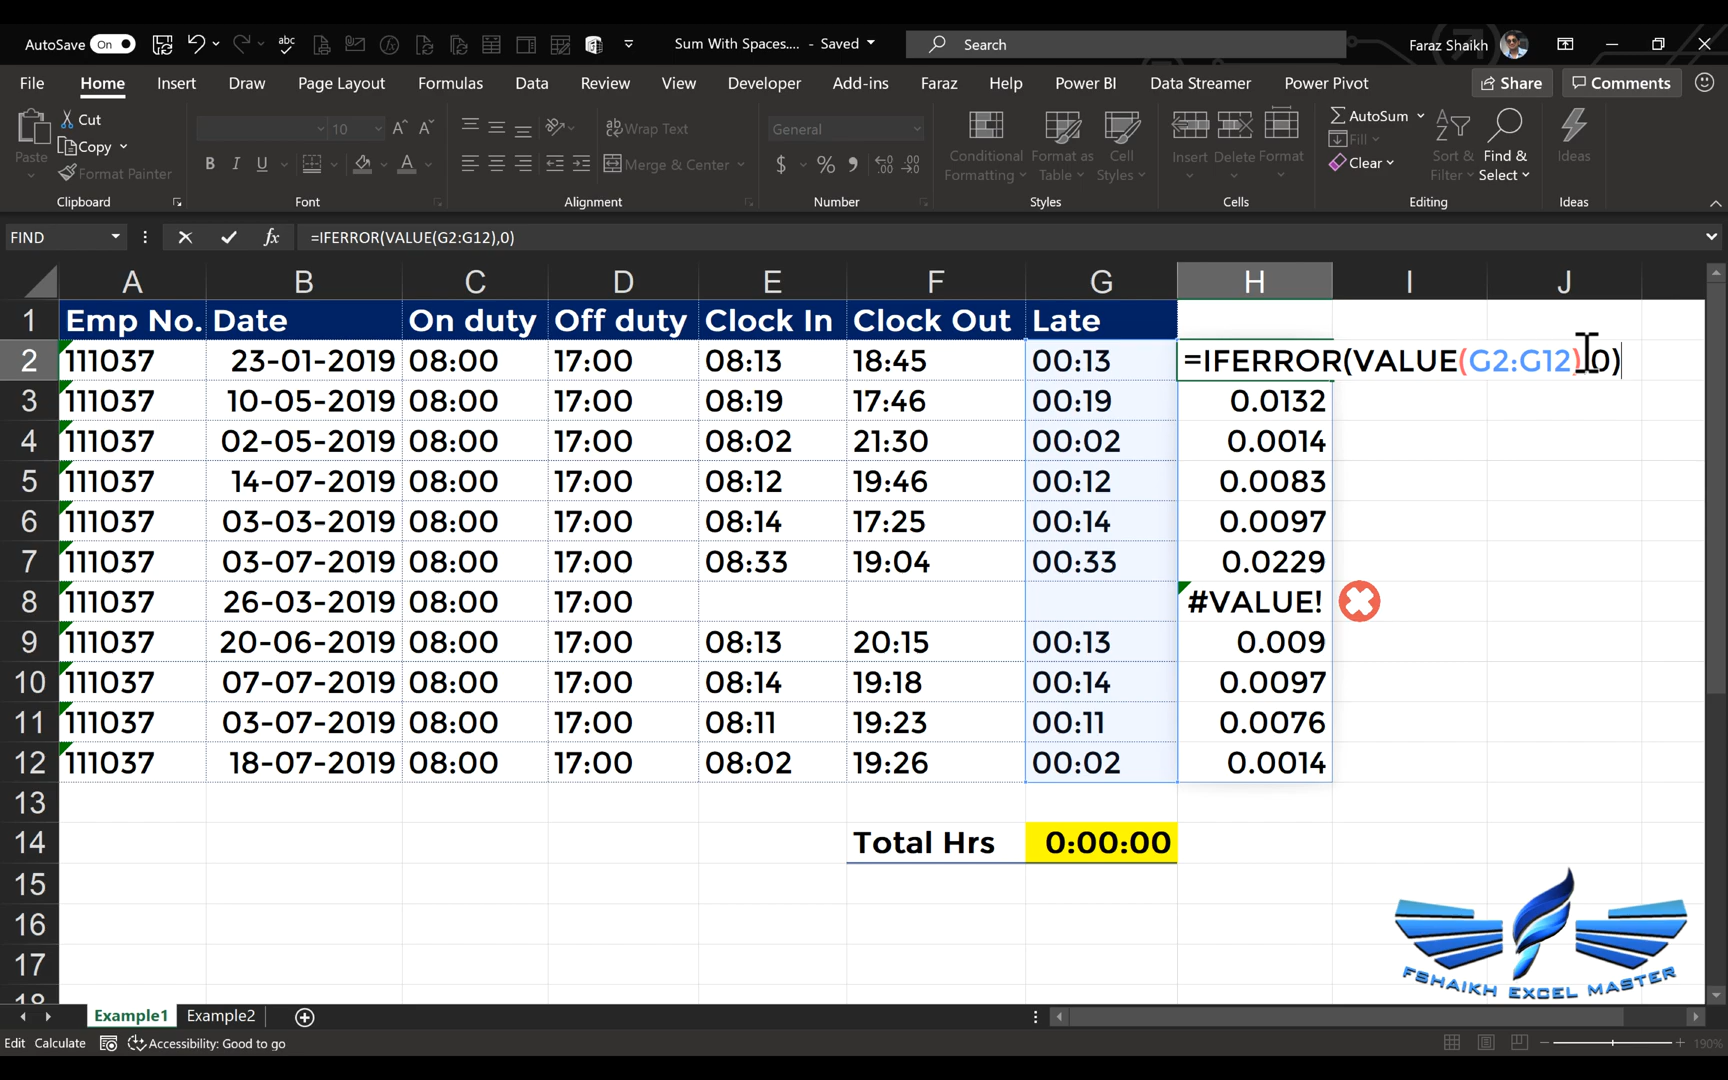 AutoSave On abc Sum With Spaces.... - Saved Search Faraz Shaikh
File Home Insert Draw Page Layout Formulas Data Review View Developer Add-ins Faraz Help Power BI Data Streamer Power Pivot Share Comments
Paste Cut Copy Format Painter
Clipboard
10 A A B I U A
Font
ab Wrap Text
Merge & Center
Alignment
General
$ % , .00
Number
Conditional Formatting Format as Table Cell Styles
Styles
Insert Delete Format
Cells
AutoSum Fill Clear Sort & Filter Find & Select
Editing
Ideas
Ideas
FIND fx =IFERROR(VALUE(G2:G12),0)
A B C D E F G H I J
1 Emp No. Date On duty Off duty Clock In Clock Out Late
2 111037 23-01-2019 08:00 17:00 08:13 18:45 00:13 =IFERROR(VALUE(G2:G12),0)
3 111037 10-05-2019 08:00 17:00 08:19 17:46 00:19 0.0132
4 111037 02-05-2019 08:00 17:00 08:02 21:30 00:02 0.0014
5 111037 14-07-2019 08:00 17:00 08:12 19:46 00:12 0.0083
6 111037 03-03-2019 08:00 17:00 08:14 17:25 00:14 0.0097
7 111037 03-07-2019 08:00 17:00 08:33 19:04 00:33 0.0229
8 111037 26-03-2019 08:00 17:00 #VALUE!
9 111037 20-06-2019 08:00 17:00 08:13 20:15 00:13 0.009
10 111037 07-07-2019 08:00 17:00 08:14 19:18 00:14 0.0097
11 111037 03-07-2019 08:00 17:00 08:11 19:23 00:11 0.0076
12 111037 18-07-2019 08:00 17:00 08:02 19:26 00:02 0.0014
13
14 Total Hrs 0:00:00
15
16
17
18
FSHAIKH EXCEL MASTER
Example1 Example2
Edit Calculate Accessibility: Good to go 190%